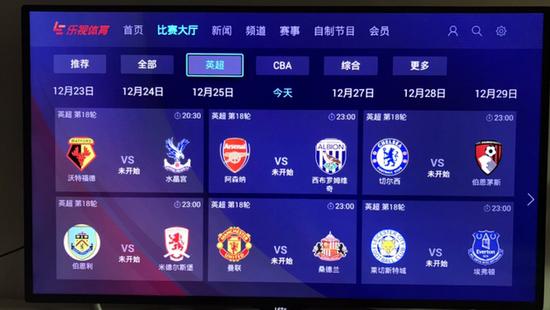 乐视体育 首页 比赛大厅 新闻 频道 赛事 自制节目 会员
推荐 全部 英超 CBA 综合 更多
12月23日 12月24日 12月25日 今天 12月27日 12月28日 12月29日
英超 第18轮 20:30 英超 第18轮 23:00 英超 第18轮 23:00
WATFORD Arsenal ALBION CHELSEA
VS VS VS
未开始 未开始 未开始
沃特福德 水晶宫 阿森纳 西布罗姆维奇 切尔西 伯恩茅斯
英超 第18轮 23:00 英超 第18轮 23:00 英超 第18轮 23:00
Everton
VS VS VS
未开始 未开始 未开始
伯恩利 米德尔斯堡 曼联 桑德兰 莱切斯特城 埃弗顿